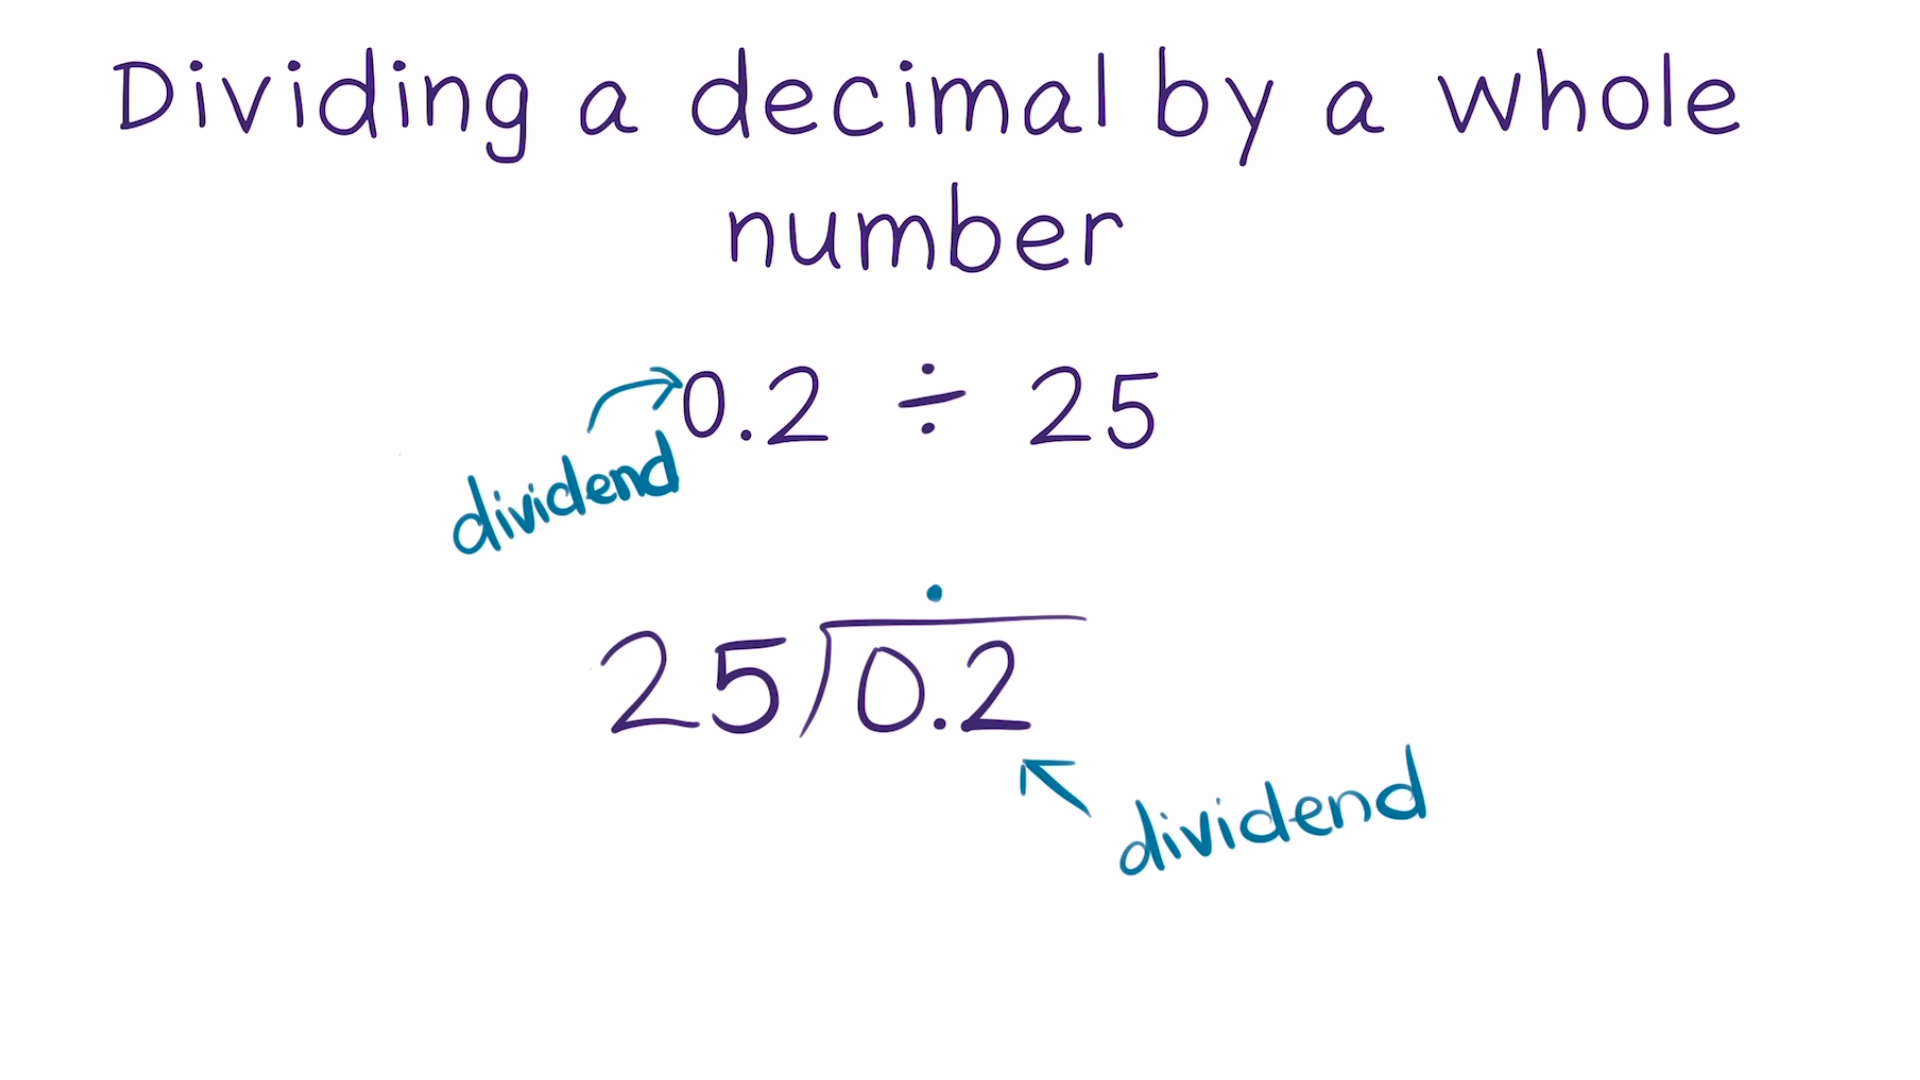 Dividing a decimal by a whole
number
0.2 ÷ 25
dividend
.
25)0.2
dividend